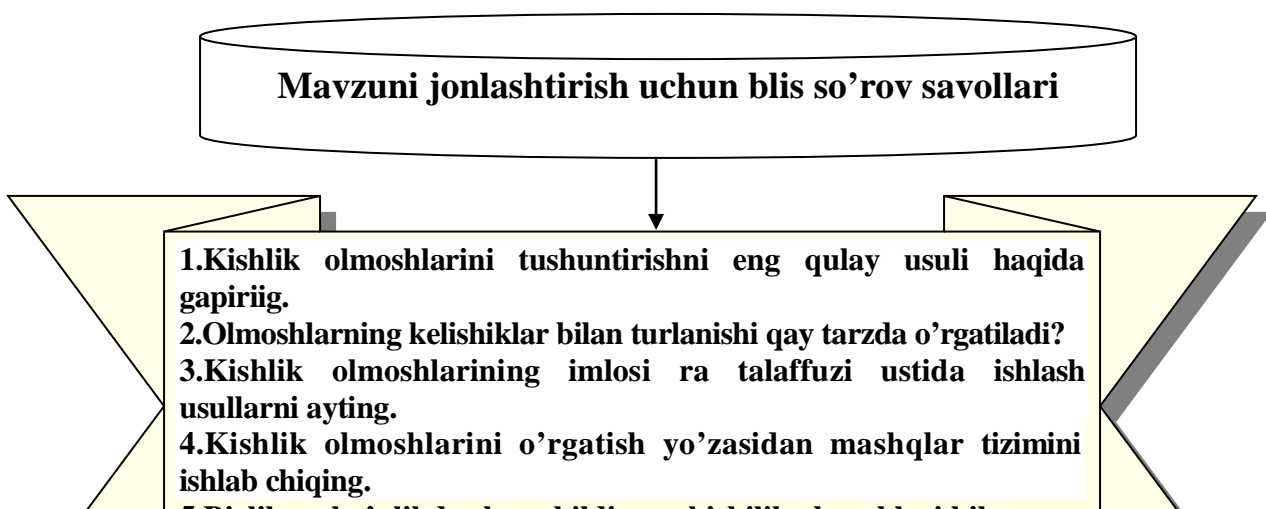 Mavzuni jonlashtirish uchun blis so’rov savollari
1.Kishlik olmoshlarini tushuntirishni eng qulay usuli haqida
gapiriig.
2.Olmoshlarning kelishiklar bilan turlanishi qay tarzda o’rgatiladi?
3.Kishlik olmoshlarining imlosi ra talaffuzi ustida ishlash
usullarni ayting.
4.Kishlik olmoshlarini o’rgatish yo’zasidan mashqlar tizimini
ishlab chiqing.